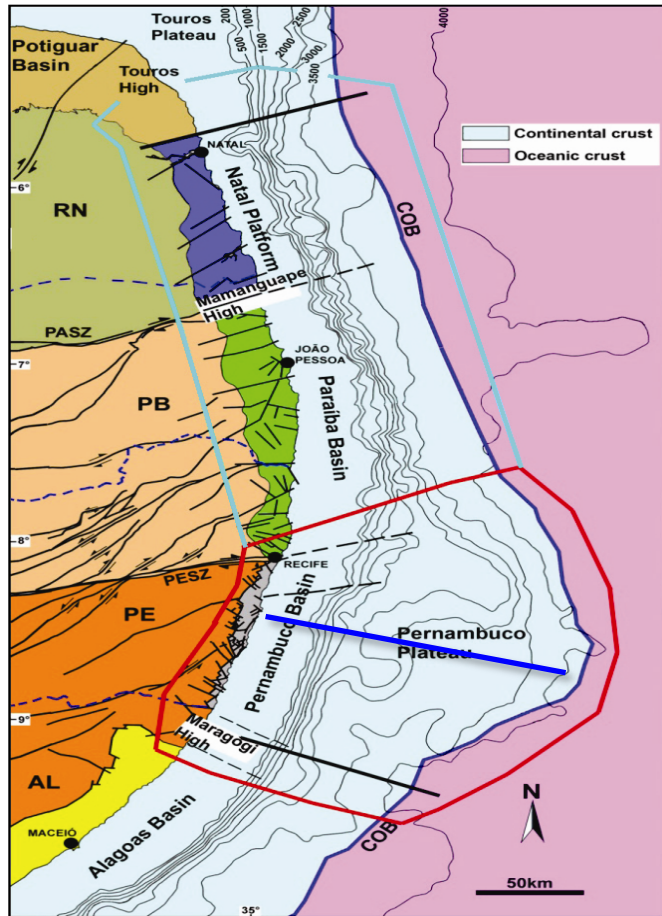 Touros
Plateau
200
500
1000
1500
2000
2500
3000
3500
4000
Potiguar
Basin
Touros
High
NATAL
Continental crust
Oceanic crust
6°
RN
Natal Platform
COB
Mamanguape
High
PASZ
7°
JOÃO
PESSOA
PB
Paraíba Basin
8°
RECIFE
PESZ
PE
Pernambuco Basin
Pernambuco
Plateau
9°
Maragogi
High
AL
N
MACEIÓ
Alagoas Basin
COB
50km
35°